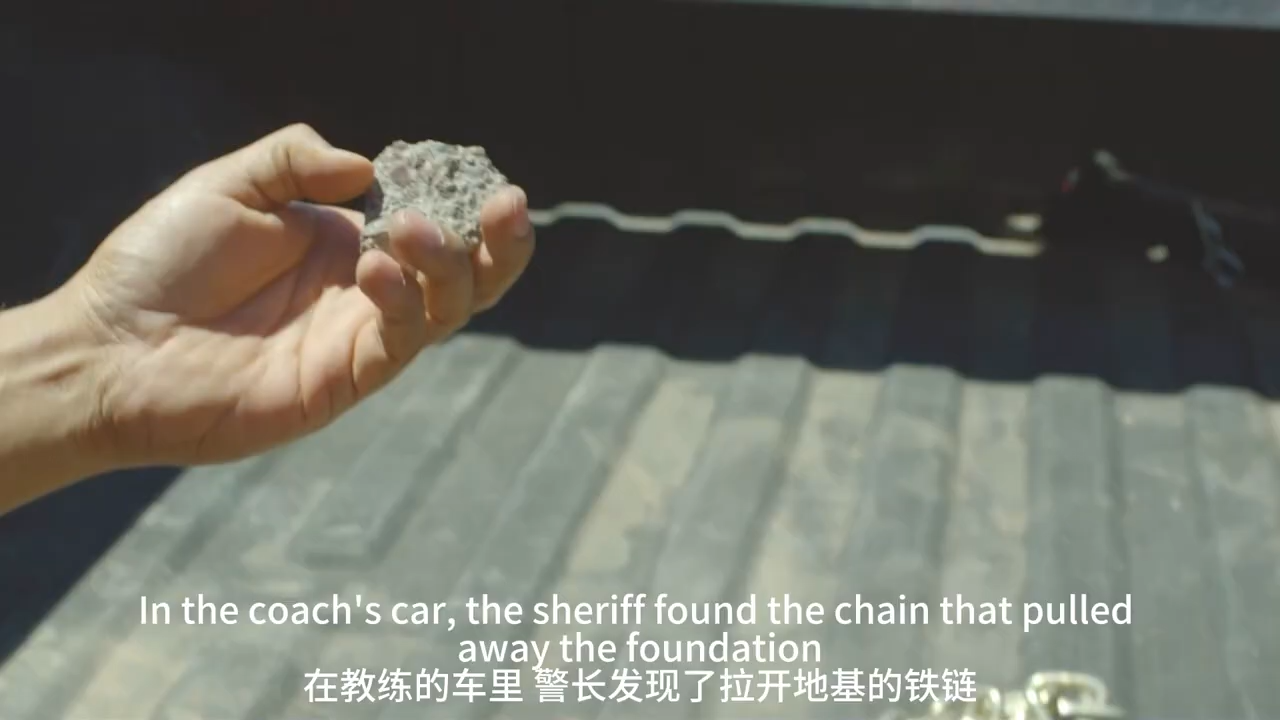 In the coach's car, the sheriff found the chain that pulled
away the foundation
在教练的车里 警长发现了拉开地基的铁链